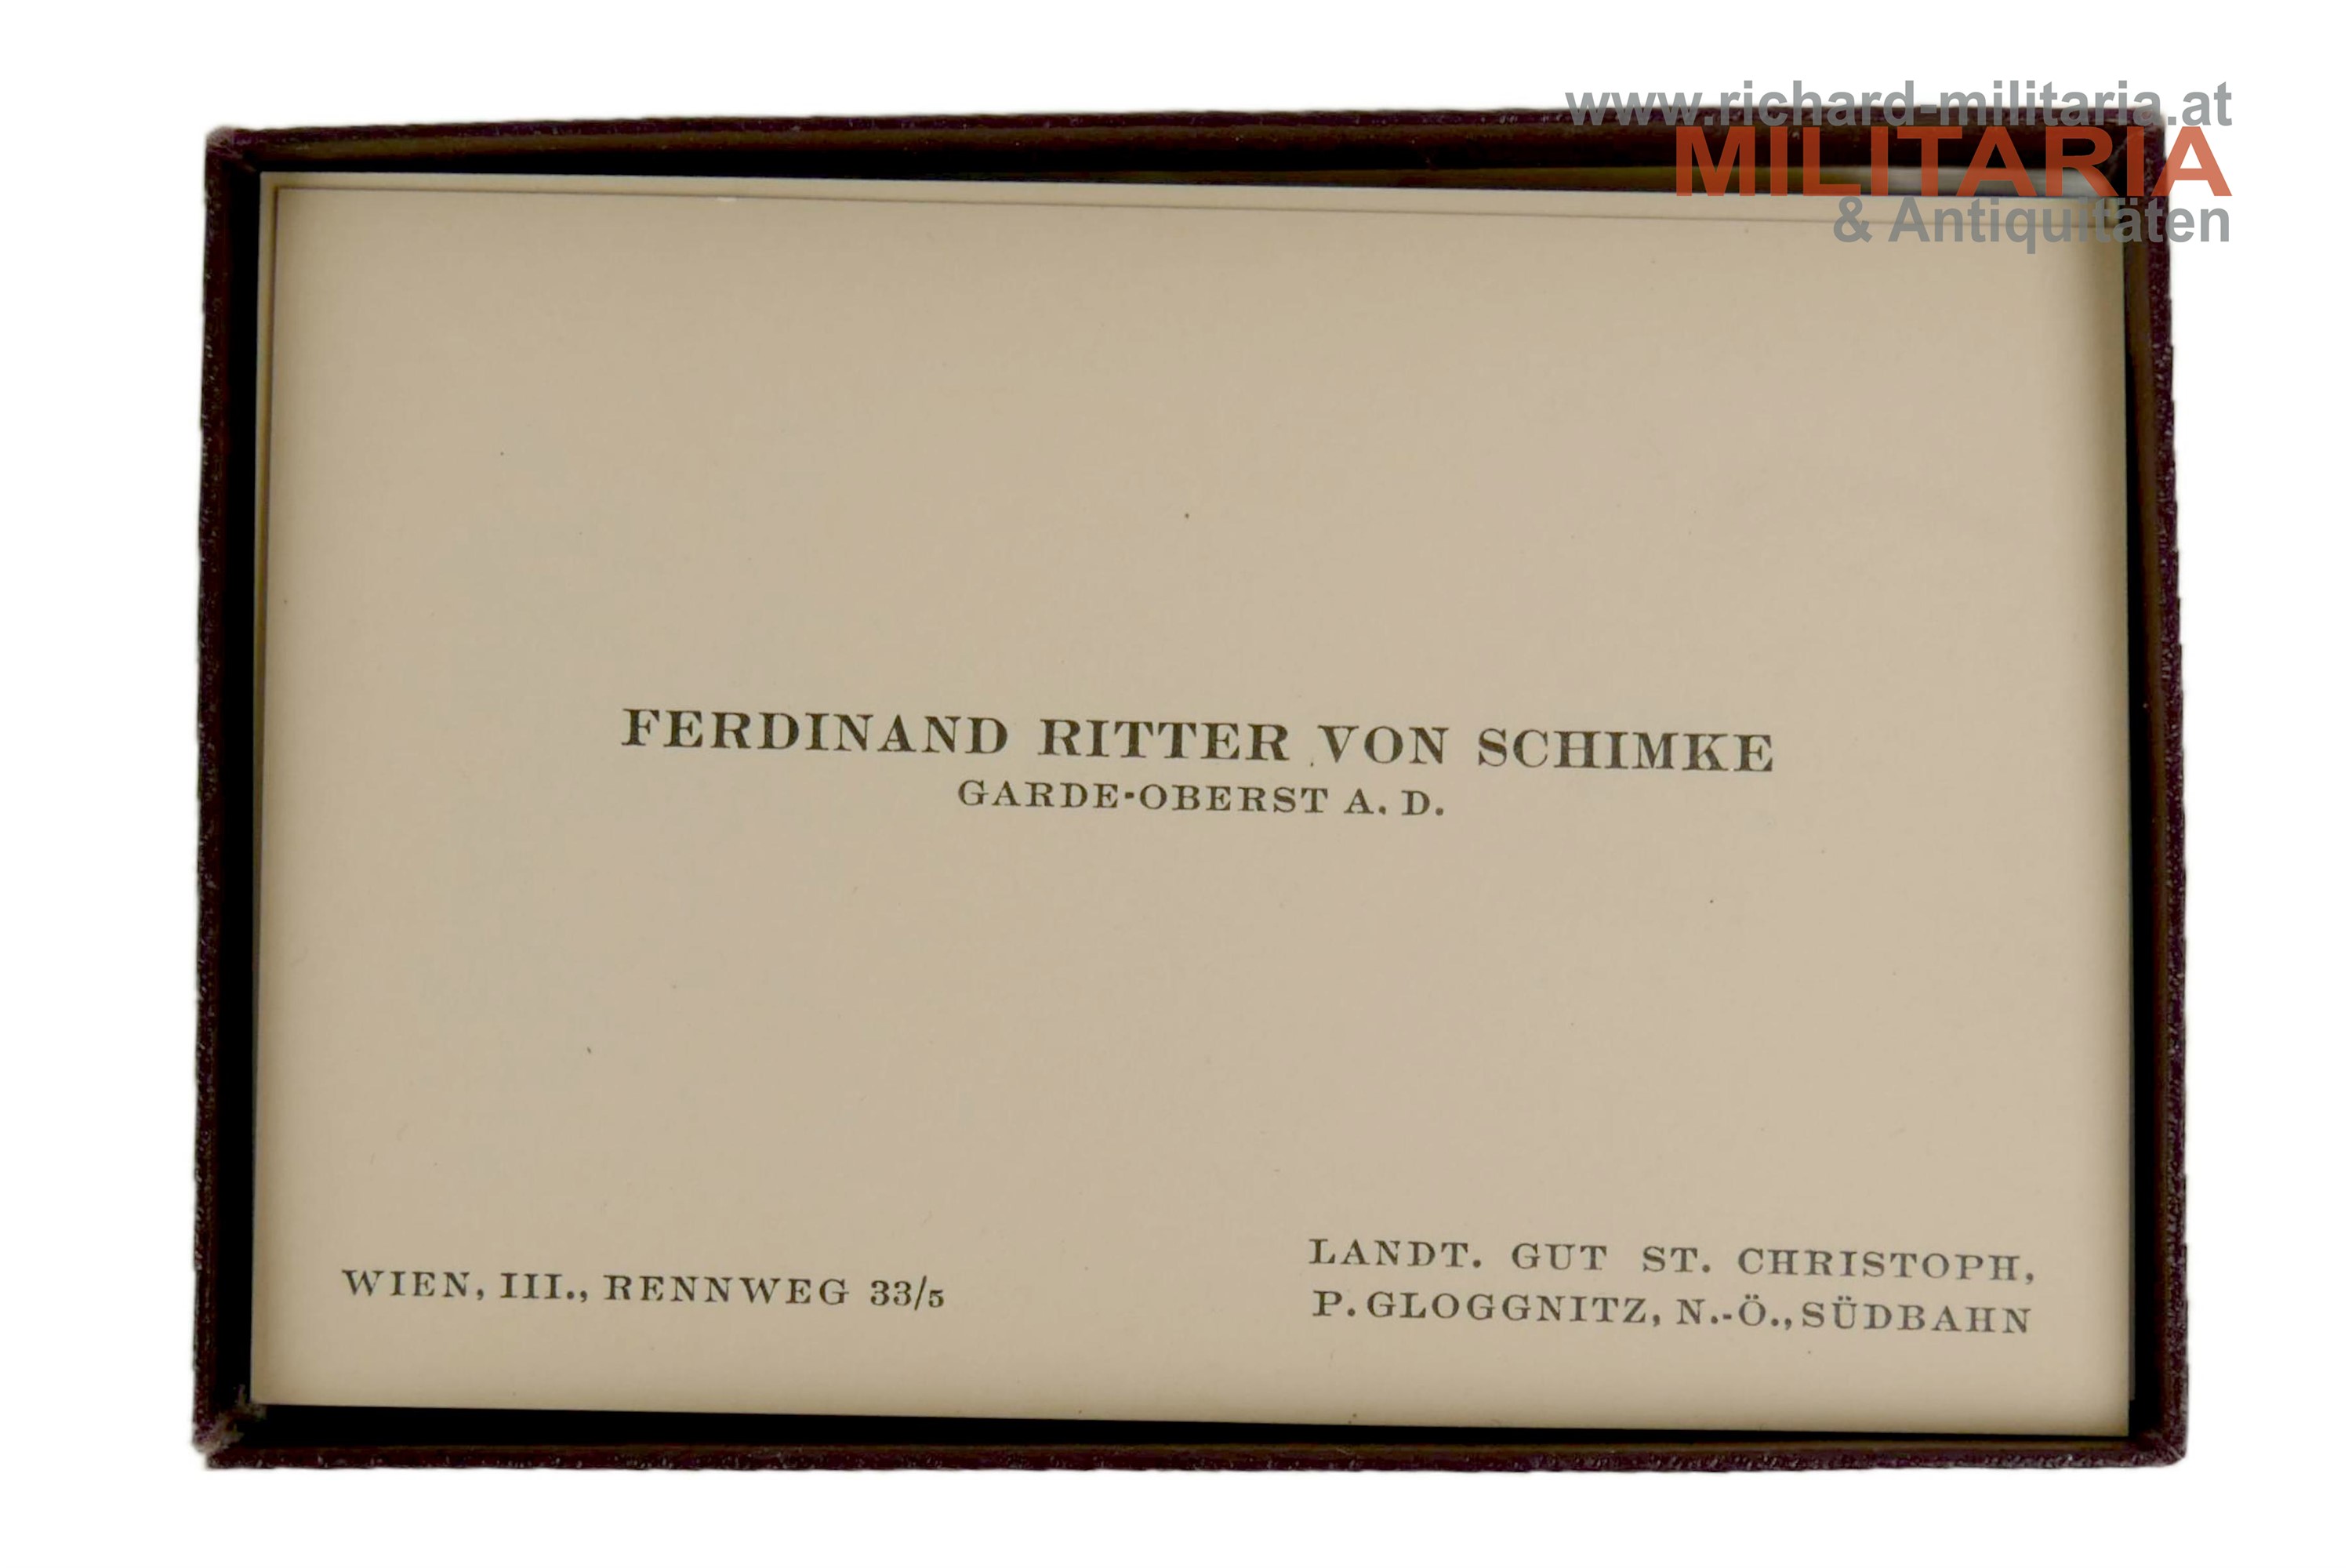 www.richard-militaria.at
MILITARIA
& Antiquitäten
FERDINAND RITTER VON SCHIMKE
GARDE-OBERST A. D.
WIEN, III., RENNWEG 33/5
LANDT. GUT ST. CHRISTOPH,
P. GLOGGNITZ, N.-Ö., SÜDBAHN